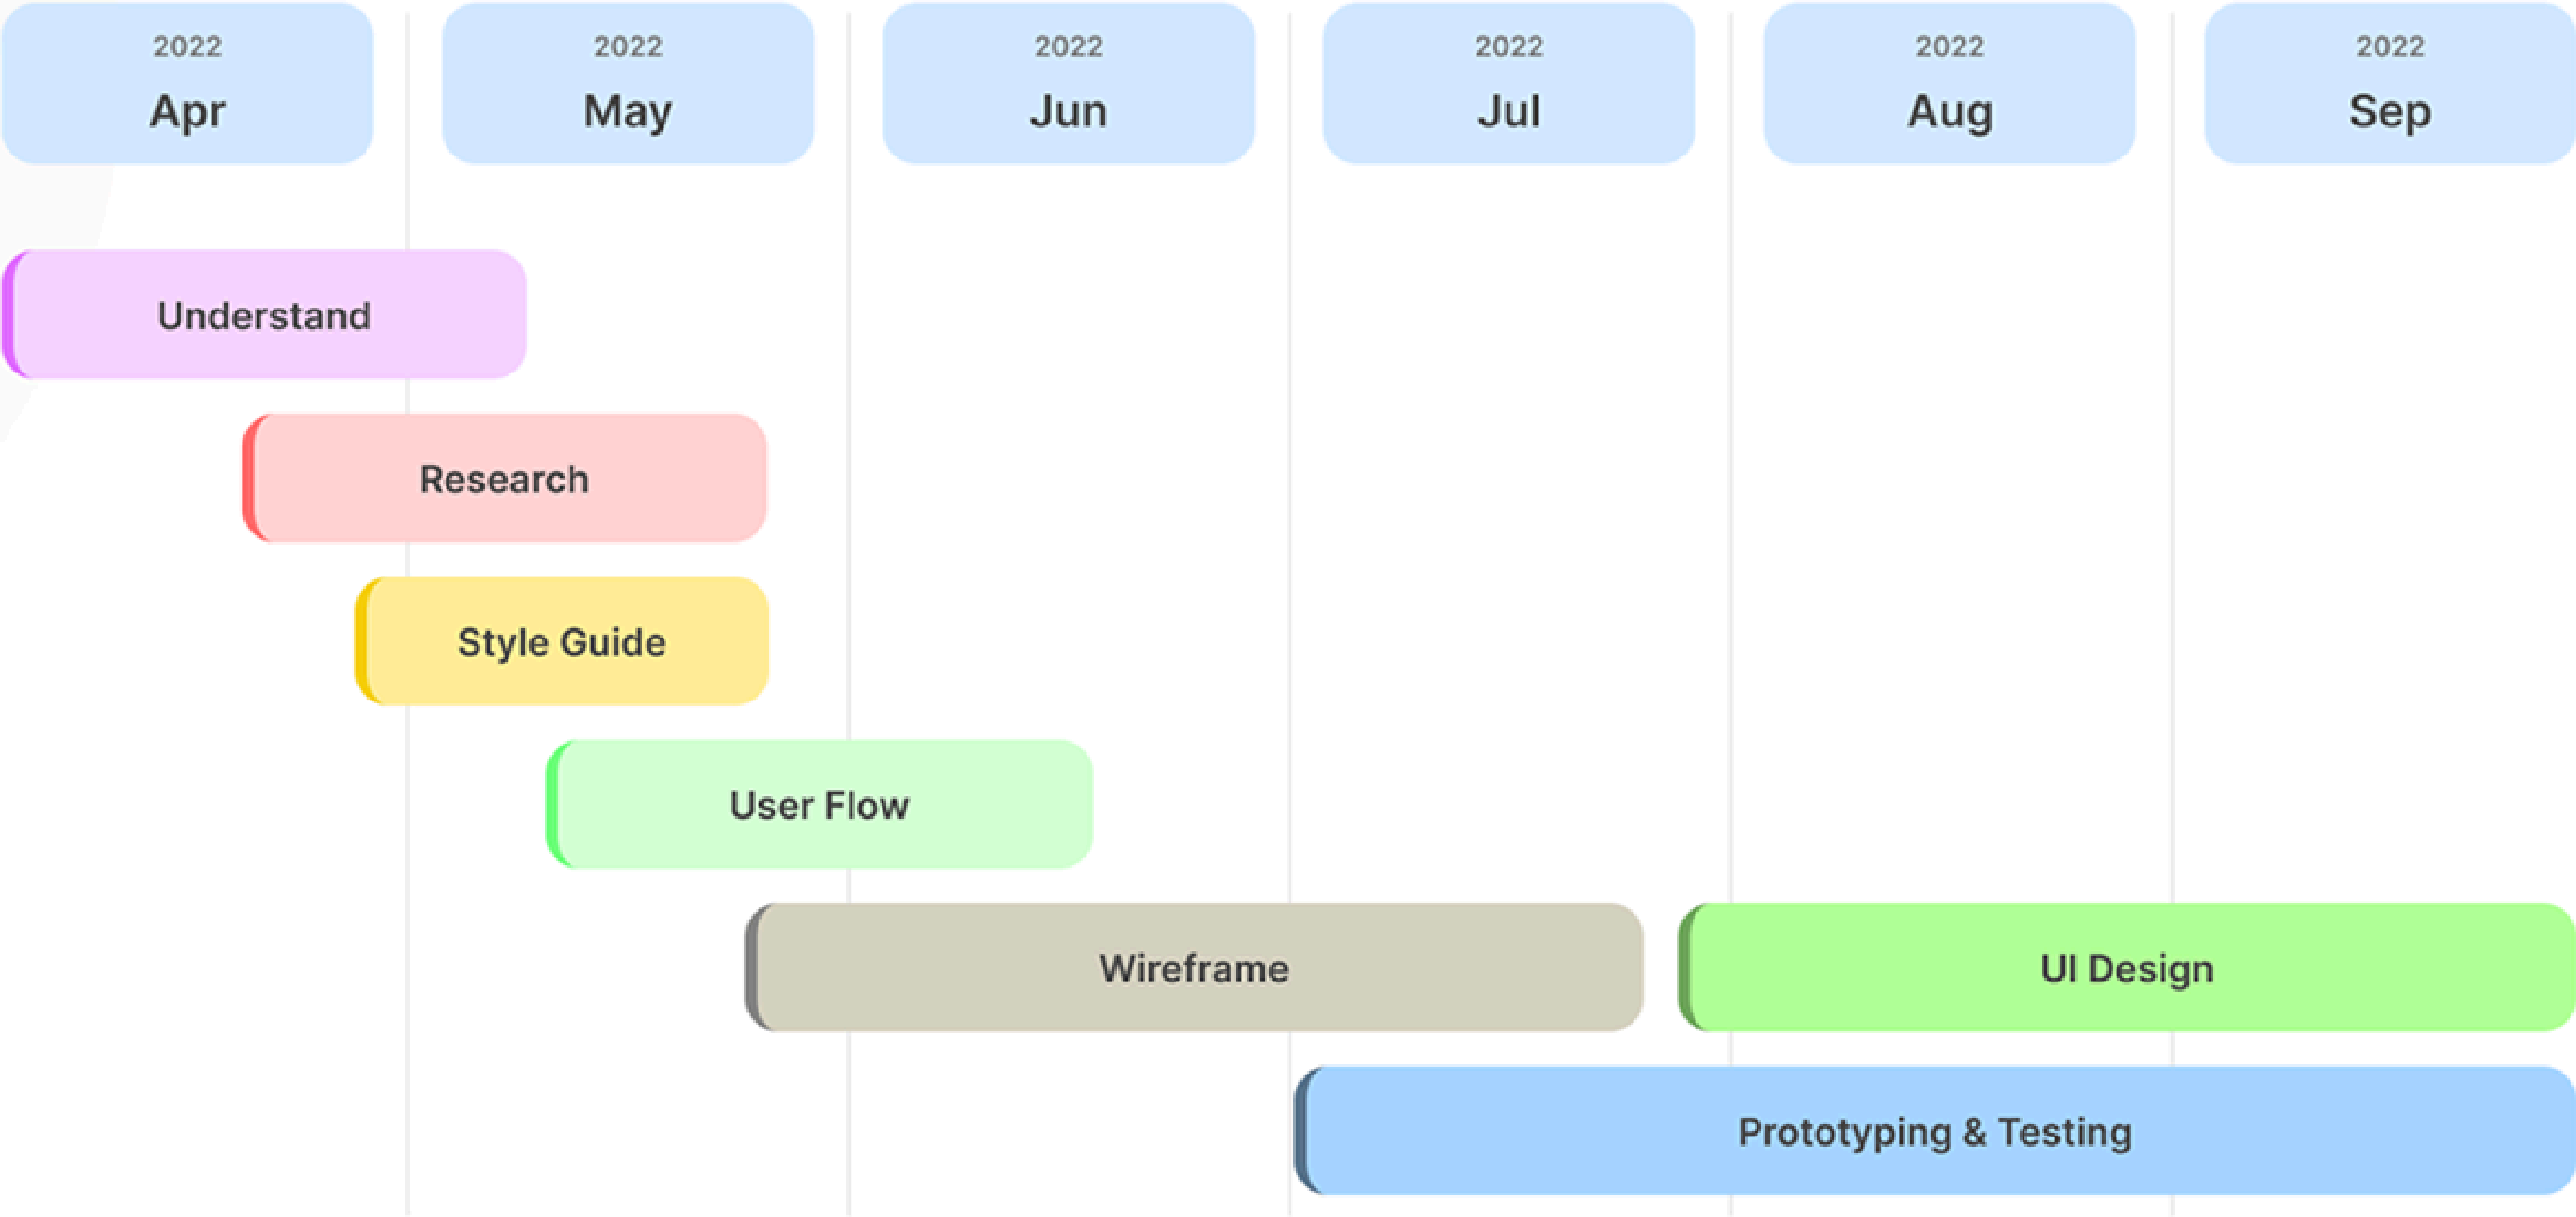 2022
Apr
2022
May
2022
Jun
2022
Jul
2022
Aug
2022
Sep
Understand
Research
Style Guide
User Flow
Wireframe
UI Design
Prototyping & Testing